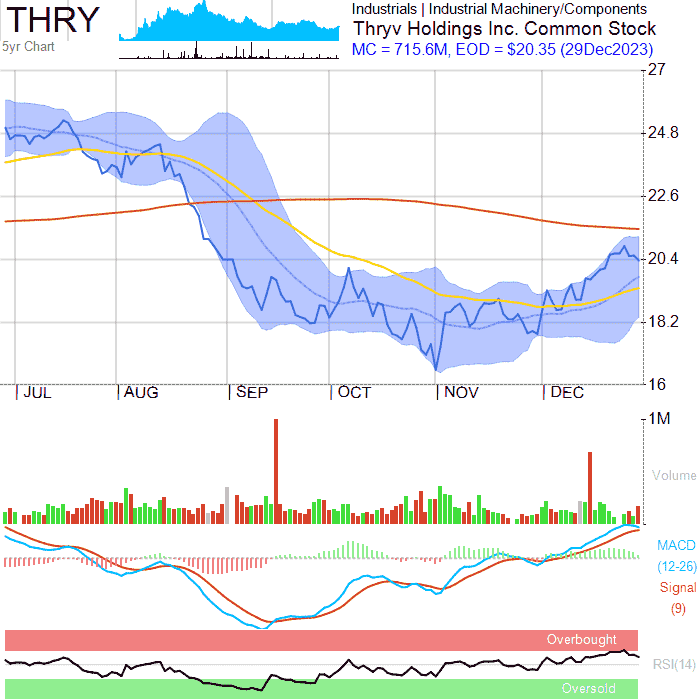 THRY
5yr Chart
Industrials | Industrial Machinery/Components
Thryv Holdings Inc. Common Stock
MC = 715.6M, EOD = $20.35 (29Dec2023)
27
24.8
22.6
20.4
18.2
16
JUL AUG SEP OCT NOV DEC
1M
Volume
MACD
(12-26)
Signal
(9)
Overbought
RSI(14)
Oversold